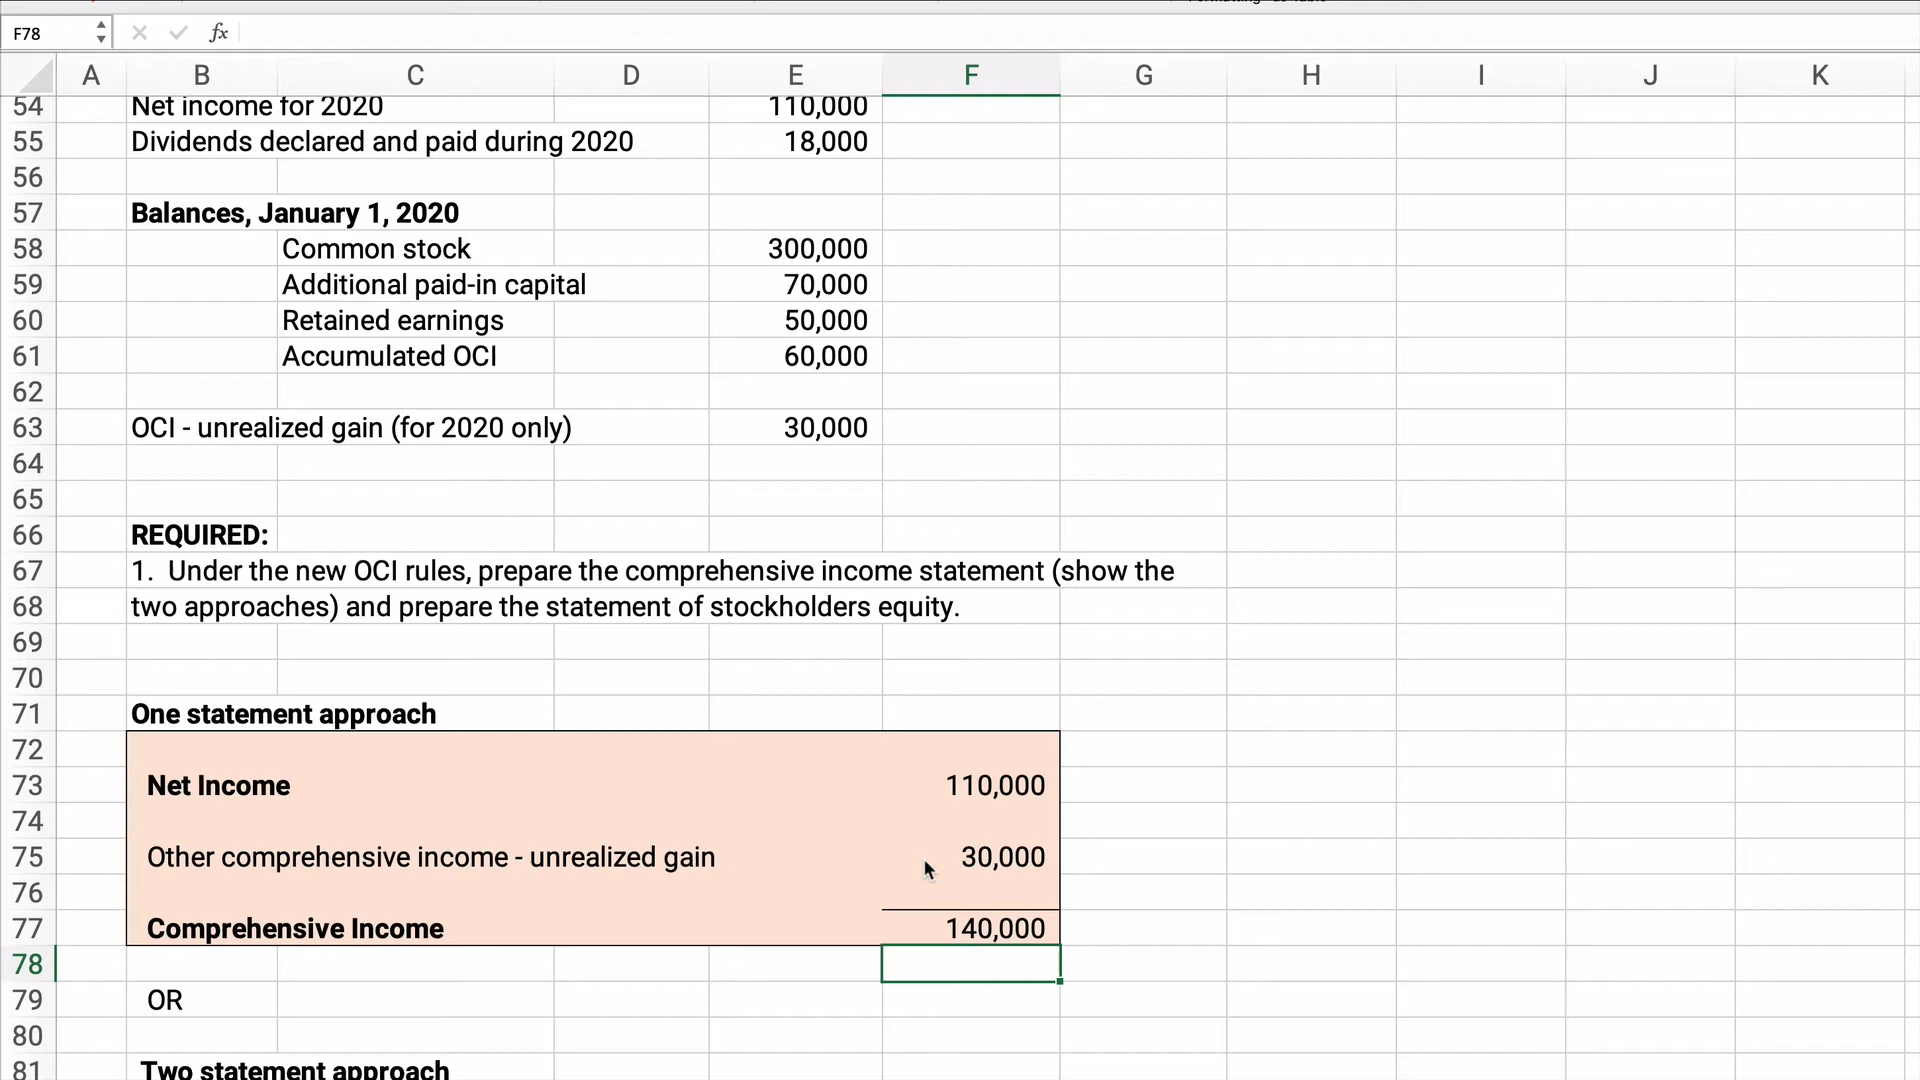 F78 fx
A B C D E F G H I J K
54 Net income for 2020 110,000
55 Dividends declared and paid during 2020 18,000
56
57 Balances, January 1, 2020
58 Common stock 300,000
59 Additional paid-in capital 70,000
60 Retained earnings 50,000
61 Accumulated OCI 60,000
62
63 OCI - unrealized gain (for 2020 only) 30,000
64
65
66 REQUIRED:
67 1. Under the new OCI rules, prepare the comprehensive income statement (show the
68 two approaches) and prepare the statement of stockholders equity.
69
70
71 One statement approach
72
73 Net Income 110,000
74
75 Other comprehensive income - unrealized gain 30,000
76
77 Comprehensive Income 140,000
78
79 OR
80
81 Two statement approach